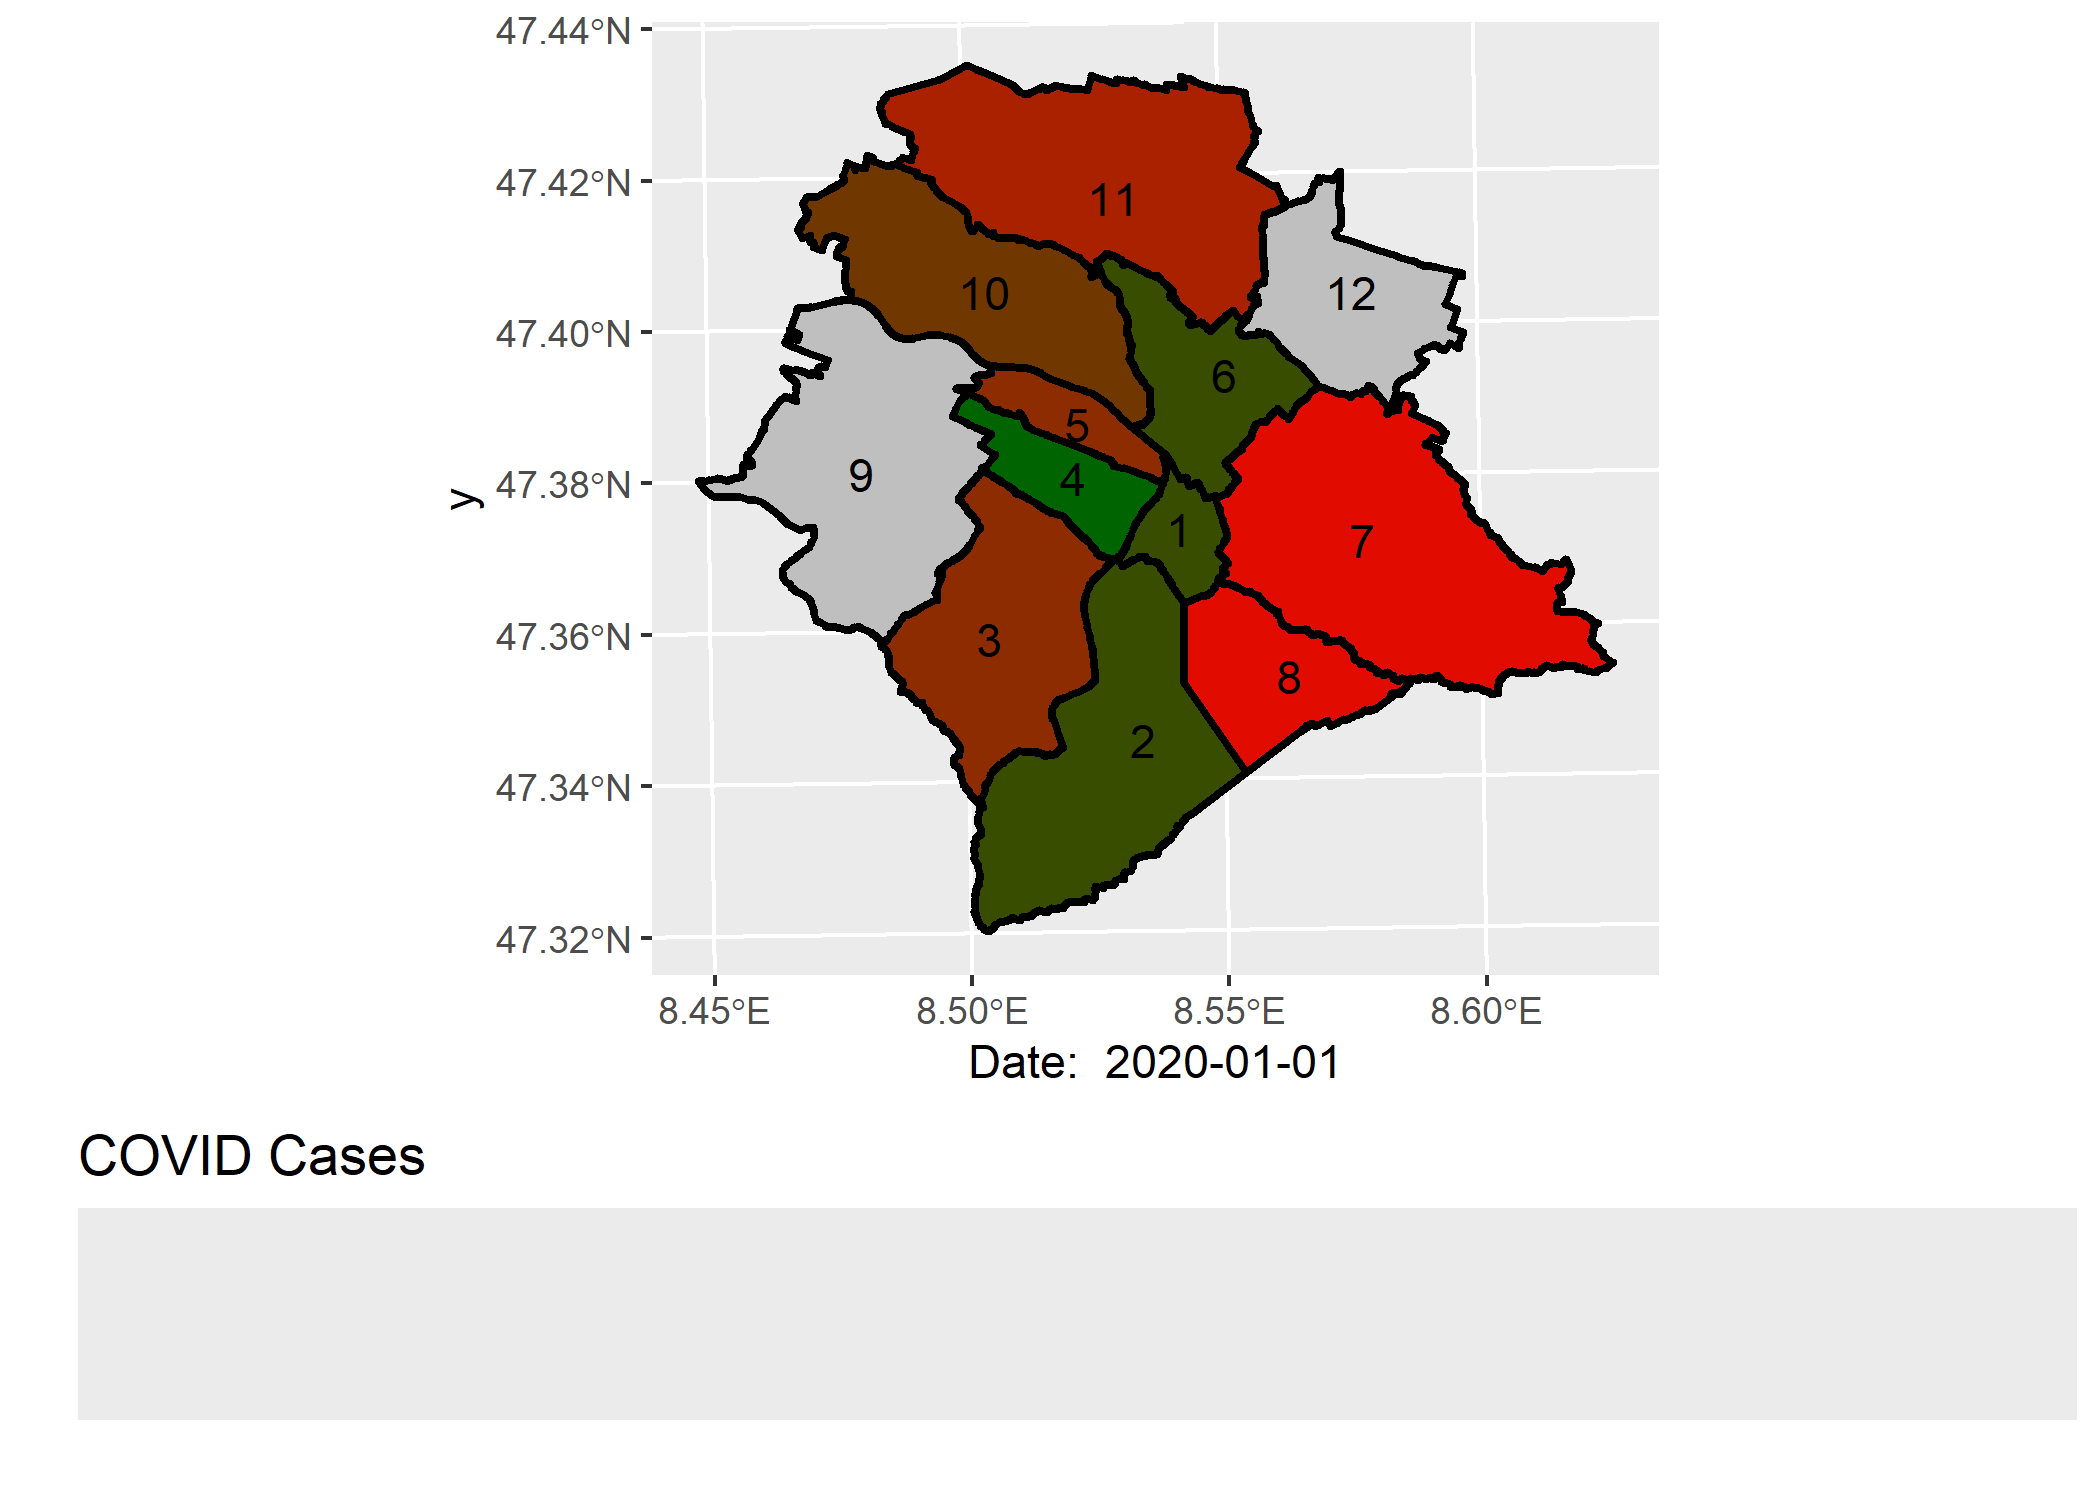 47.44°N
47.42°N
47.40°N
47.38°N
47.36°N
47.34°N
47.32°N
y
11
10
12
6
5
9
4
1
7
3
8
2
8.45°E 8.50°E 8.55°E 8.60°E
Date:  2020-01-01
COVID Cases